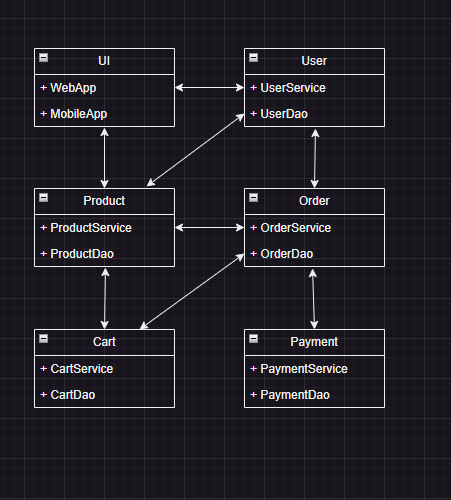 UI
+ WebApp
+ MobileApp
User
+ UserService
+ UserDao
Product
+ ProductService
+ ProductDao
Order
+ OrderService
+ OrderDao
Cart
+ CartService
+ CartDao
Payment
+ PaymentService
+ PaymentDao